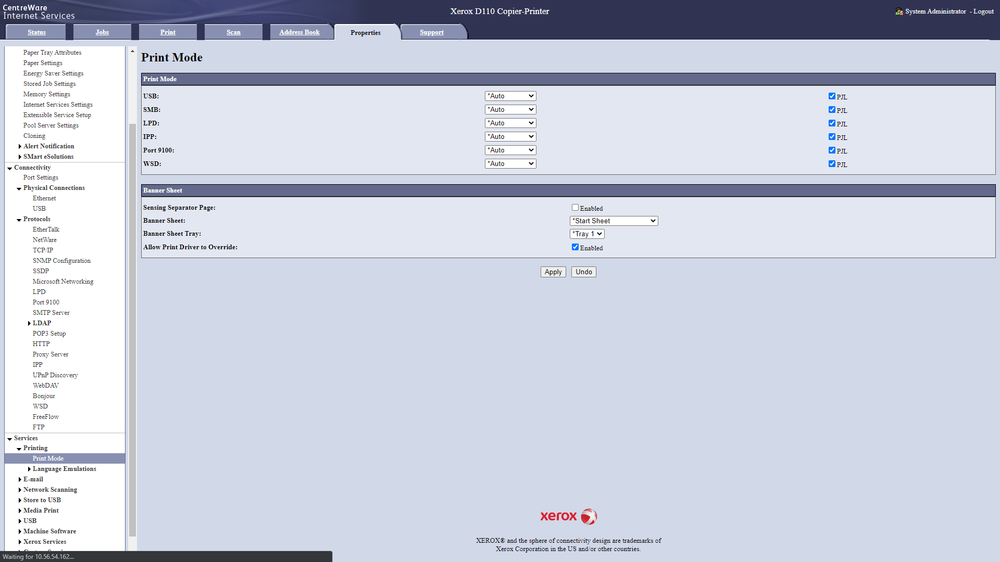 CentreWare
Internet Services
Xerox D110 Copier-Printer
System Administrator - Logout
Status
Jobs
Print
Scan
Address Book
Properties
Support
Paper Tray Attributes
Paper Settings
Energy Saver Settings
Stored Job Settings
Memory Settings
Internet Services Settings
Extensible Service Setup
Pool Server Settings
Cloning
Alert Notification
SMart eSolutions
Connectivity
Port Settings
Physical Connections
Ethernet
USB
Protocols
EtherTalk
NetWare
TCP/IP
SNMP Configuration
SSDP
Microsoft Networking
LPD
Port 9100
SMTP Server
LDAP
POP3 Setup
HTTP
Proxy Server
IPP
UPnP Discovery
WebDAV
Bonjour
WSD
FreeFlow
FTP
Services
Printing
Print Mode
Language Emulations
E-mail
Network Scanning
Store to USB
Media Print
USB
Machine Software
Xerox Services
Print Mode
Print Mode
USB: *Auto PJL
SMB: *Auto PJL
LPD: *Auto PJL
IPP: *Auto PJL
Port 9100: *Auto PJL
WSD: *Auto PJL
Banner Sheet
Sensing Separator Page: Enabled
Banner Sheet: *Start Sheet
Banner Sheet Tray: *Tray 1
Allow Print Driver to Override: Enabled
Apply Undo
xerox
XEROX® and the sphere of connectivity design are trademarks of
Xerox Corporation in the US and/or other countries.
Waiting for 10.56.54.162...